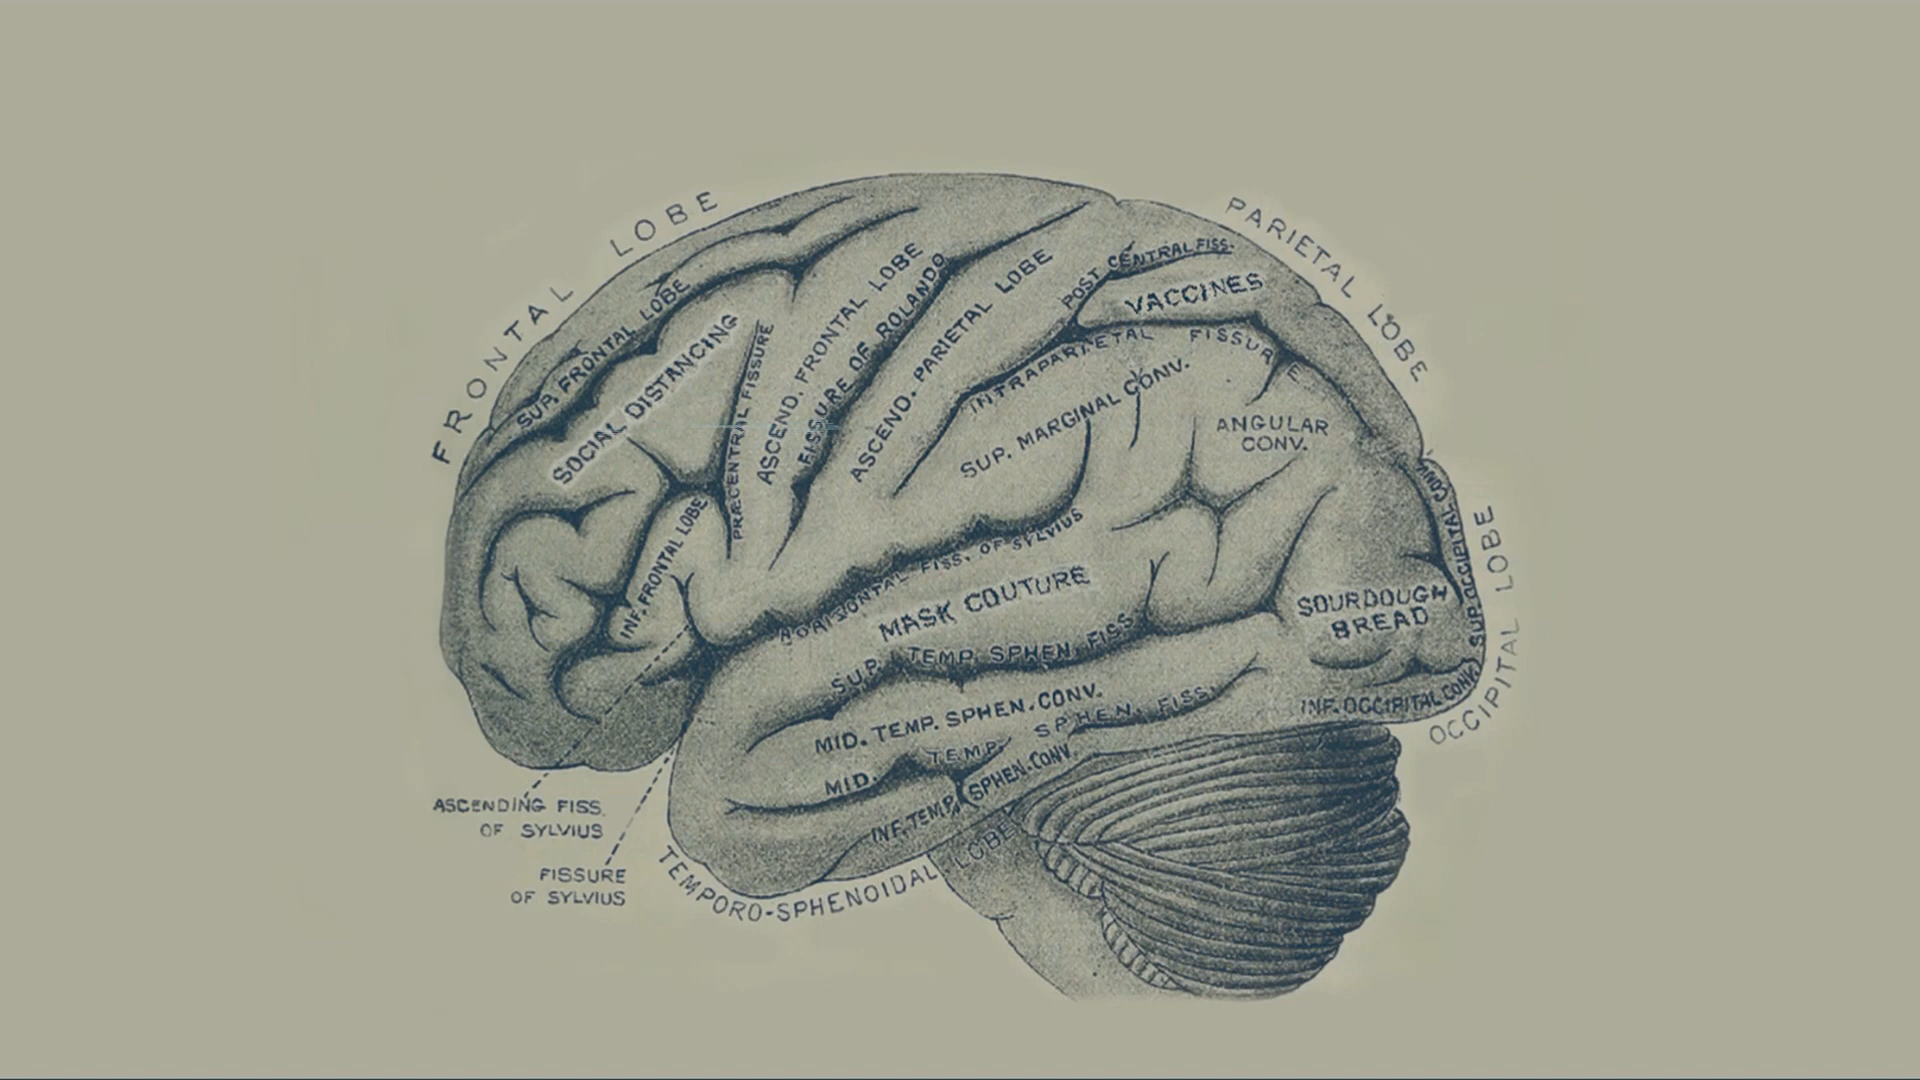 FRONTAL LOBE
PARIETAL LOBE
SUP. FRONTAL LOBE
SOCIAL DISTANCING
PRÆCENTRAL FISSURE
ASCEND. FRONTAL LOBE
FISSURE OF ROLANDO
ASCEND. PARIETAL LOBE
POST CENTRAL FISS.
VACCINES
INTRAPARIETAL FISSURE
SUP. MARGINAL CONV.
ANGULAR
CONV.
INF. FRONTAL LOBE
HORIZONTAL FISS. OF SYLVIUS
MASK COUTURE
SOURDOUGH
BREAD
SUP. OCCIPITAL CONV.
OCCIPITAL LOBE
SUP. TEMP. SPHEN. FISS
MID. TEMP. SPHEN. CONV.
MID. TEMP. SPHEN. FISS.
INF. TEMP. SPHEN. CONV.
INF. OCCIPITAL CONV.
ASCENDING FISS.
OF SYLVIUS
FISSURE
OF SYLVIUS
TEMPORO-SPHENOIDAL LOBE